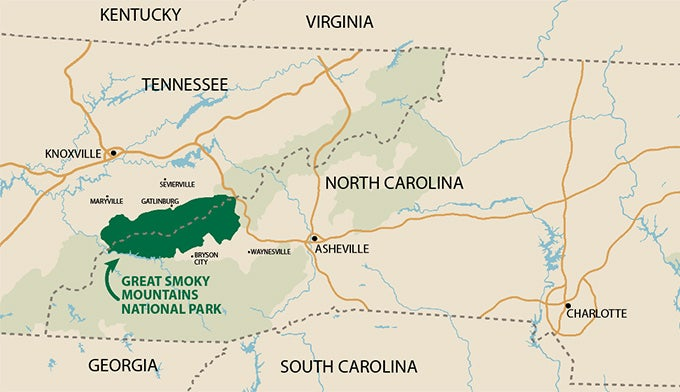 KENTUCKY
VIRGINIA
TENNESSEE
KNOXVILLE
SEVIERVILLE
NORTH CAROLINA
MARYVILLE
GATLINBURG
BRYSON
CITY
WAYNESVILLE
ASHEVILLE
GREAT SMOKY
MOUNTAINS
NATIONAL PARK
CHARLOTTE
GEORGIA
SOUTH CAROLINA